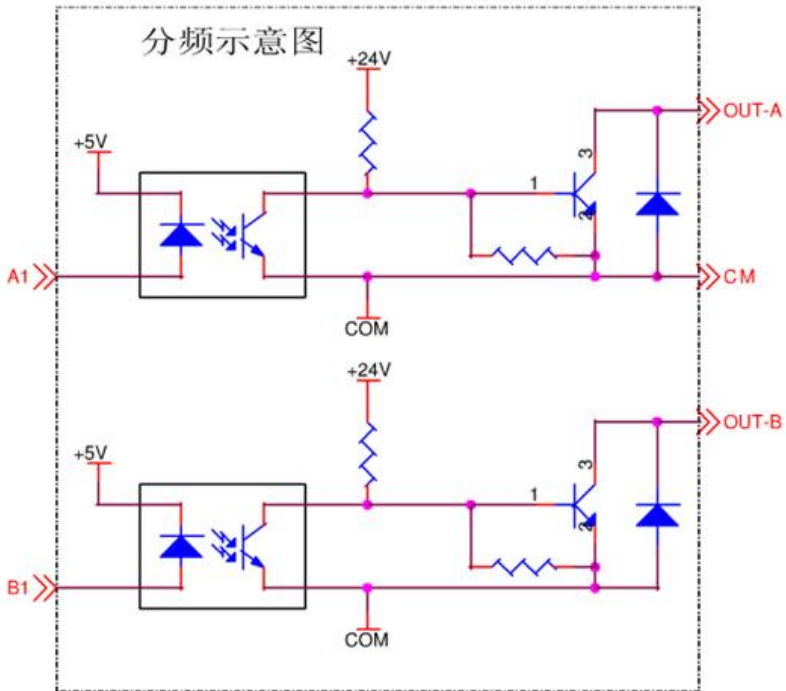 分频示意图
+24V
OUT-A
+5V
3
1
2
A1
CM
COM
+24V
OUT-B
+5V
3
1
2
B1
COM